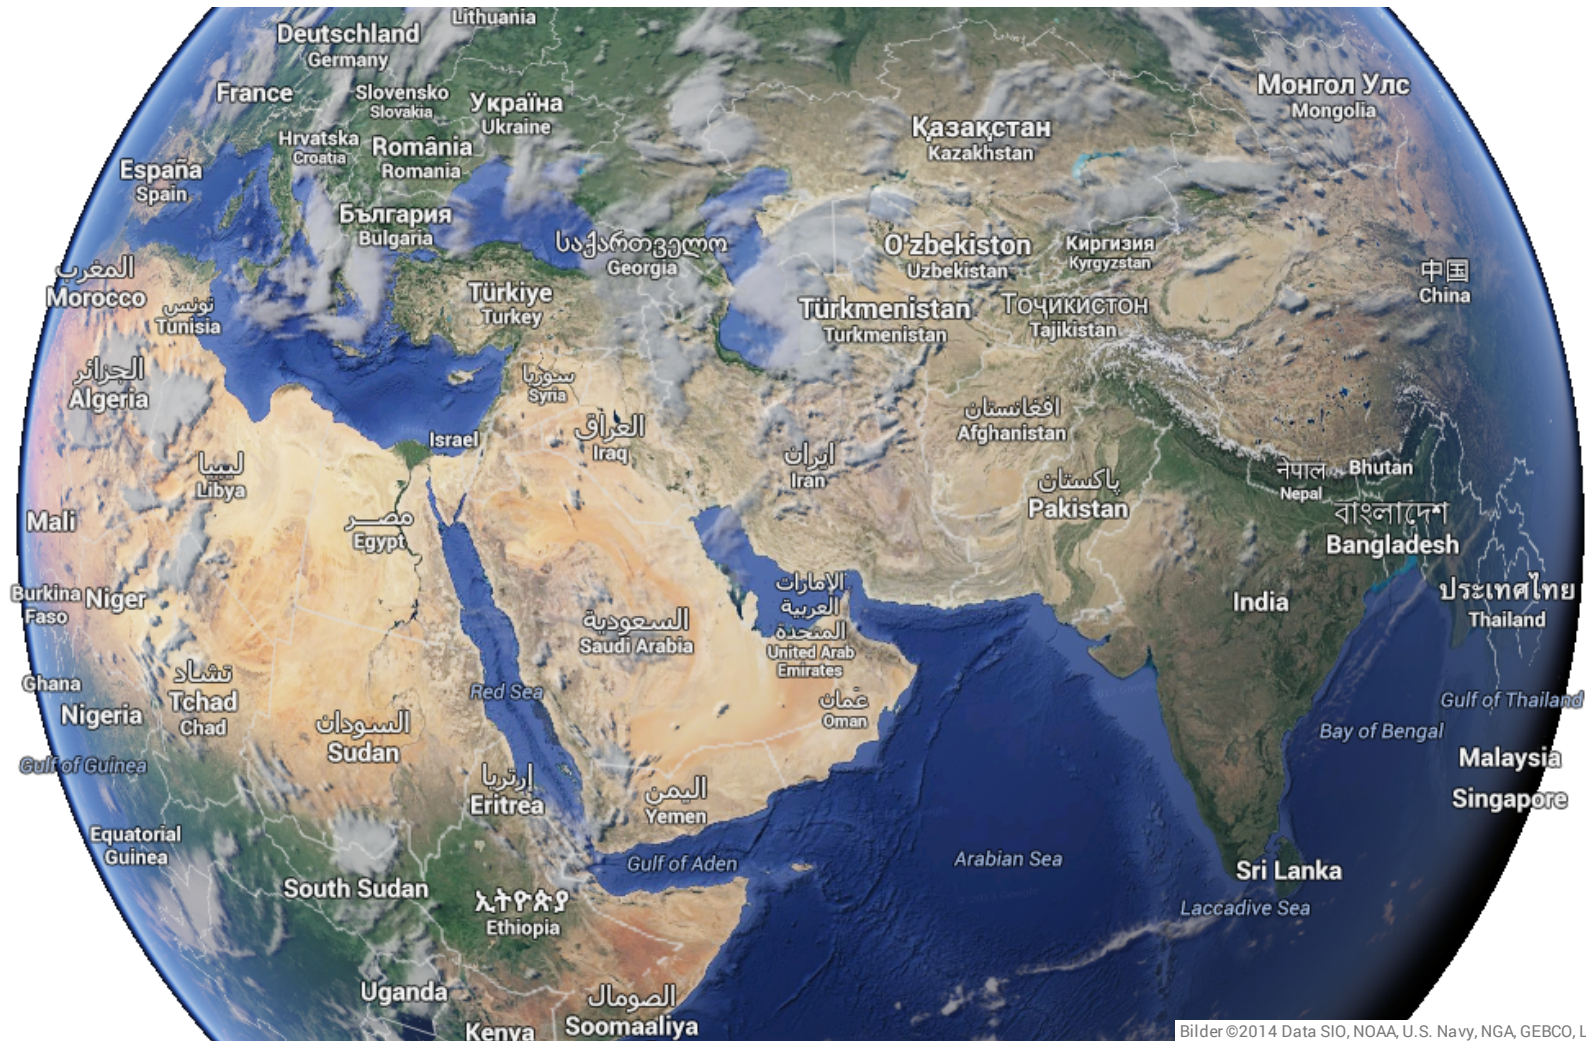 Lithuania
Deutschland
Germany
France
Slovensko
Slovakia
Україна
Ukraine
Монгол Улс
Mongolia
Hrvatska
Croatia
România
Romania
Қазақстан
Kazakhstan
España
Spain
България
Bulgaria
საქართველო
Georgia
O'zbekiston
Uzbekistan
Киргизия
Kyrgyzstan
المغرب
Morocco
تونس
Tunisia
Türkiye
Turkey
Türkmenistan
Turkmenistan
Тоҷикистон
Tajikistan
中国
China
الجزائر
Algeria
سوريا
Syria
Israel
العراق
Iraq
ايران
Iran
افغانستان
Afghanistan
ليبيا
Libya
پاکستان
Pakistan
नेपाल
Nepal
Bhutan
Mali
مصر
Egypt
বাংলাদেশ
Bangladesh
Burkina
Faso
Niger
الإمارات
العربية
المتحدة
United Arab
Emirates
India
ประเทศไทย
Thailand
السعودية
Saudi Arabia
Ghana
تشاد
Tchad
Chad
Nigeria
Red Sea
عُمان
Oman
Gulf of Thailand
السودان
Sudan
Bay of Bengal
Gulf of Guinea
إرتريا
Eritrea
اليمن
Yemen
Malaysia
Singapore
Equatorial
Guinea
Gulf of Aden
Arabian Sea
Sri Lanka
South Sudan
ኢትዮጵያ
Ethiopia
Laccadive Sea
Uganda
الصومال
Soomaaliya
Kenya
Bilder ©2014 Data SIO, NOAA, U.S. Navy, NGA, GEBCO, L